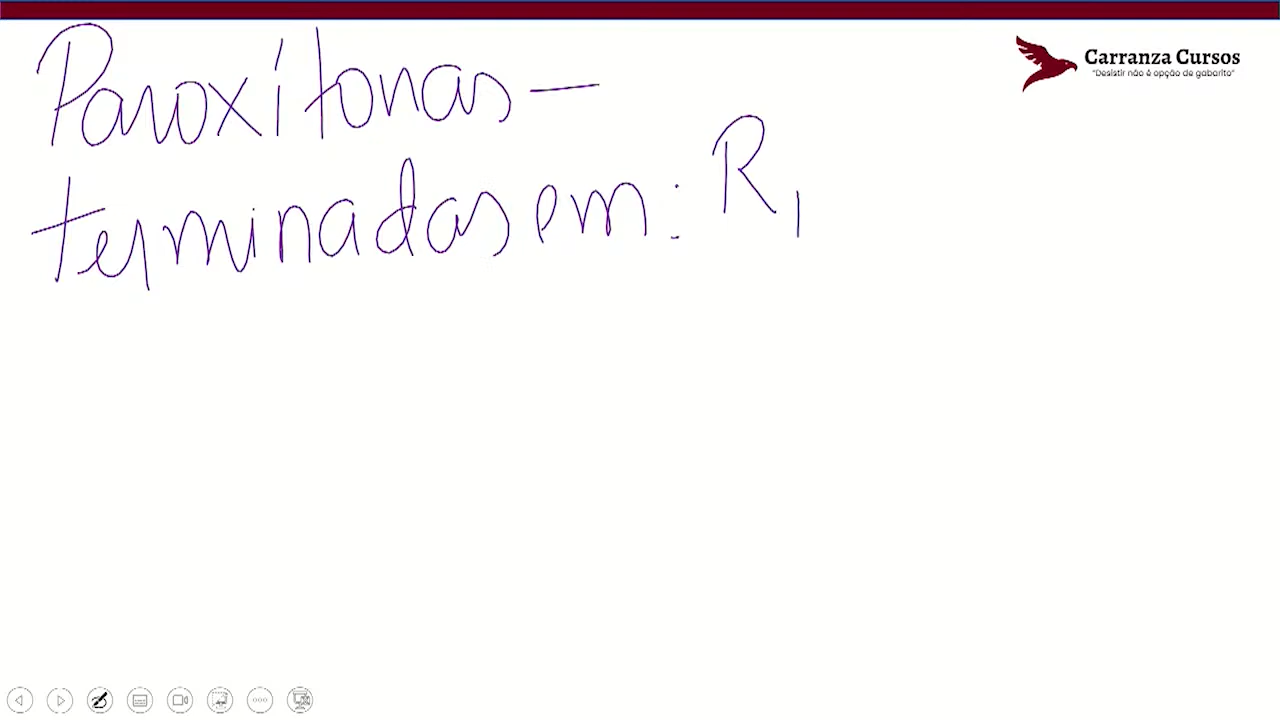 Paroxítonas —
terminadas em: R,
Carranza Cursos
"Desistir não é opção de gabarito"